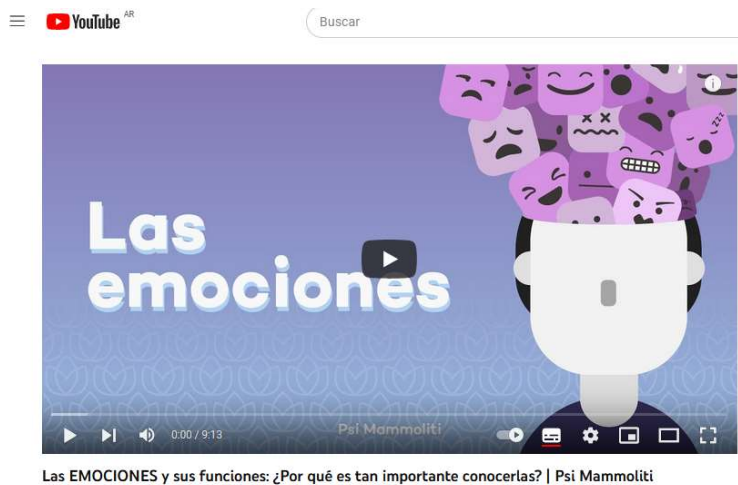 YouTube AR
Buscar
Las
emociones
Psi Mammoliti
0:00 / 9:13
Las EMOCIONES y sus funciones: ¿Por qué es tan importante conocerlas? | Psi Mammoliti